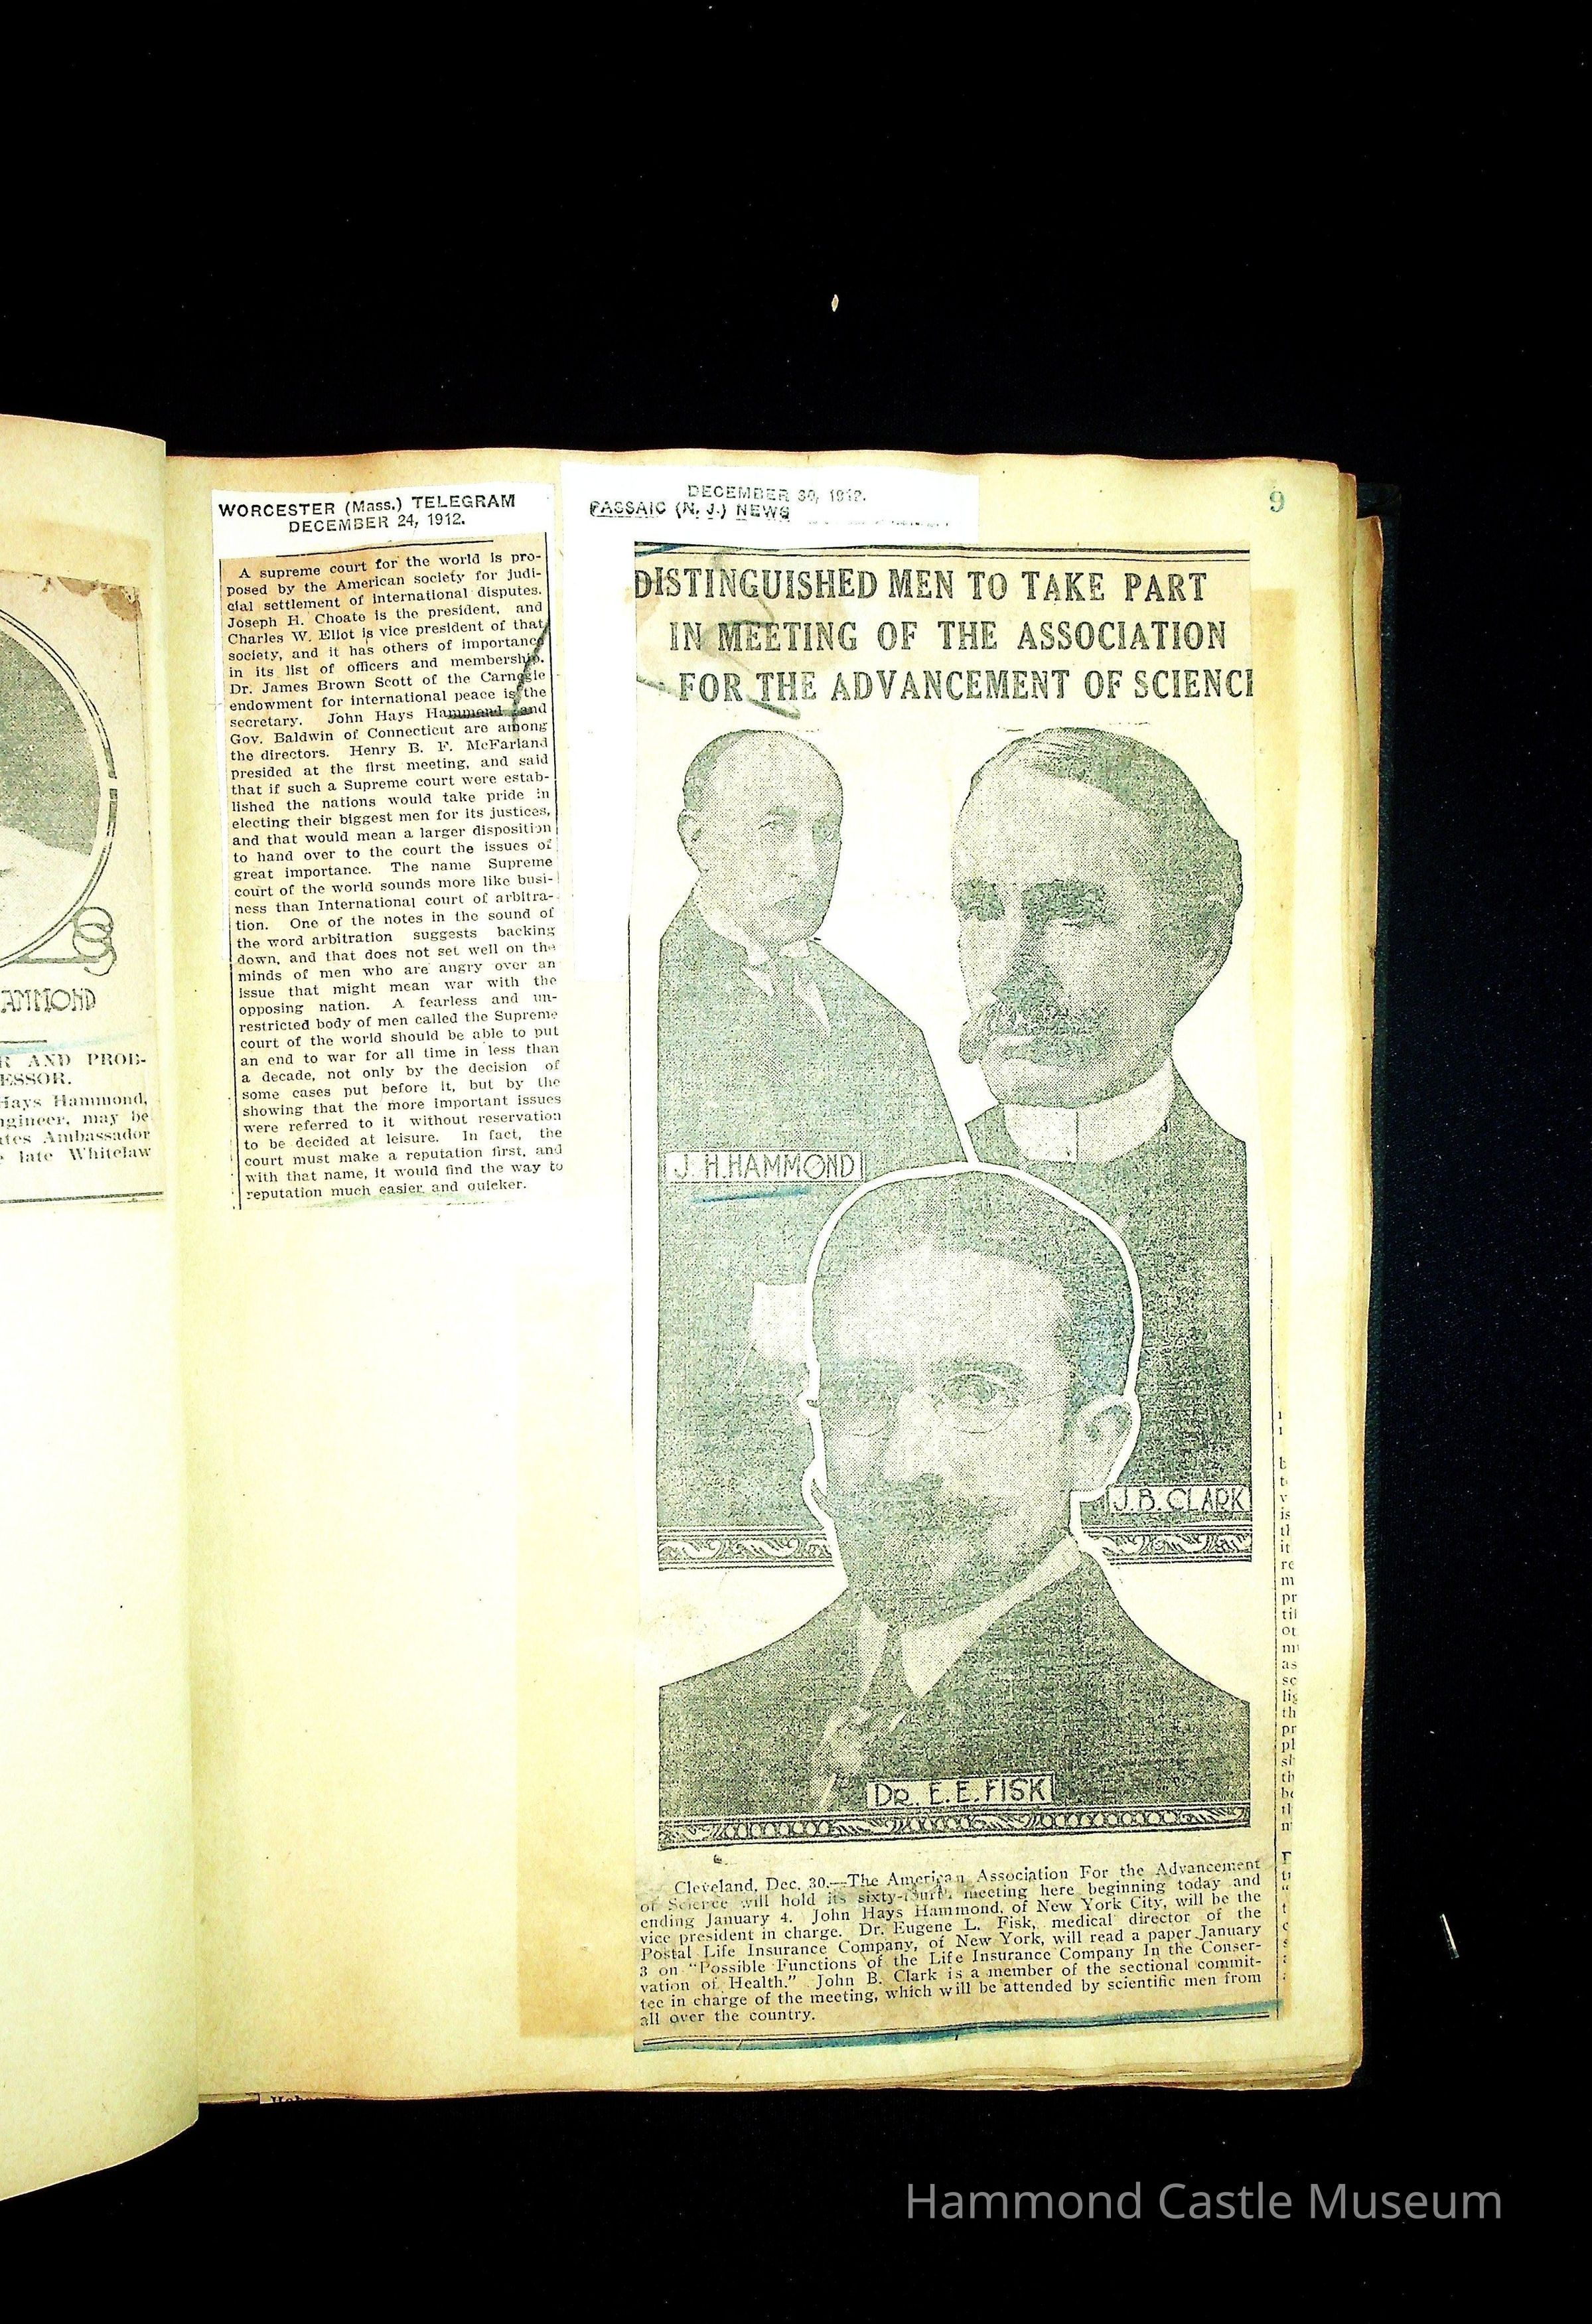 AMMOND
R AND PROB-
ESSOR.
Hays Hammond,
ngineer, may be
tes Ambassador
late Whitelaw
WORCESTER (Mass.) TELEGRAM
DECEMBER 24, 1912.
A supreme court for the world is pro-
posed by the American society for judi-
cial settlement of international disputes.
Joseph H. Choate is the president, and
Charles W. Eliot is vice president of that
society, and it has others of importance
in its list of officers and membership.
Dr. James Brown Scott of the Carnegie
endowment for international peace is the
secretary. John Hays Hammond and
Gov. Baldwin of Connecticut are among
the directors. Henry B. F. McFarland
presided at the first meeting, and said
that if such a Supreme court were estab-
lished the nations would take pride in
electing their biggest men for its justices,
and that would mean a larger disposition
to hand over to the court the issues of
great importance. The name Supreme
court of the world sounds more like busi-
ness than International court of arbitra-
tion. One of the notes in the sound of
the word arbitration suggests backing
down, and that does not set well on the
minds of men who are angry over an
issue that might mean war with the
opposing nation. A fearless and un-
restricted body of men called the Supreme
court of the world should be able to put
an end to war for all time in less than
a decade, not only by the decision of
some cases put before it, but by the
showing that the more important issues
were referred to it without reservation
to be decided at leisure. In fact, the
court must make a reputation first, and
with that name, it would find the way to
reputation much easier and quicker.
DECEMBER 30, 1912.
PASSAIC (N. J.) NEWS
9
DISTINGUISHED MEN TO TAKE PART
IN MEETING OF THE ASSOCIATION
FOR THE ADVANCEMENT OF SCIENC
J. H. HAMMOND
J. B. CLARK
DR. E. E. FISK
Cleveland, Dec. 30.—The American Association For the Advancement
of Science will hold its meeting here beginning today and
ending January 4. John Hays Hammond, of New York City, will be the
vice president in charge. Dr. Eugene L. Fisk, medical director of the
Postal Life Insurance Company, of New York, will read a paper January
3 on "Possible Functions of the Life Insurance Company In the Conser-
vation of Health." John B. Clark is a member of the sectional commit-
tee in charge of the meeting, which will be attended by scientific men from
all over the country.
Hammond Castle Museum